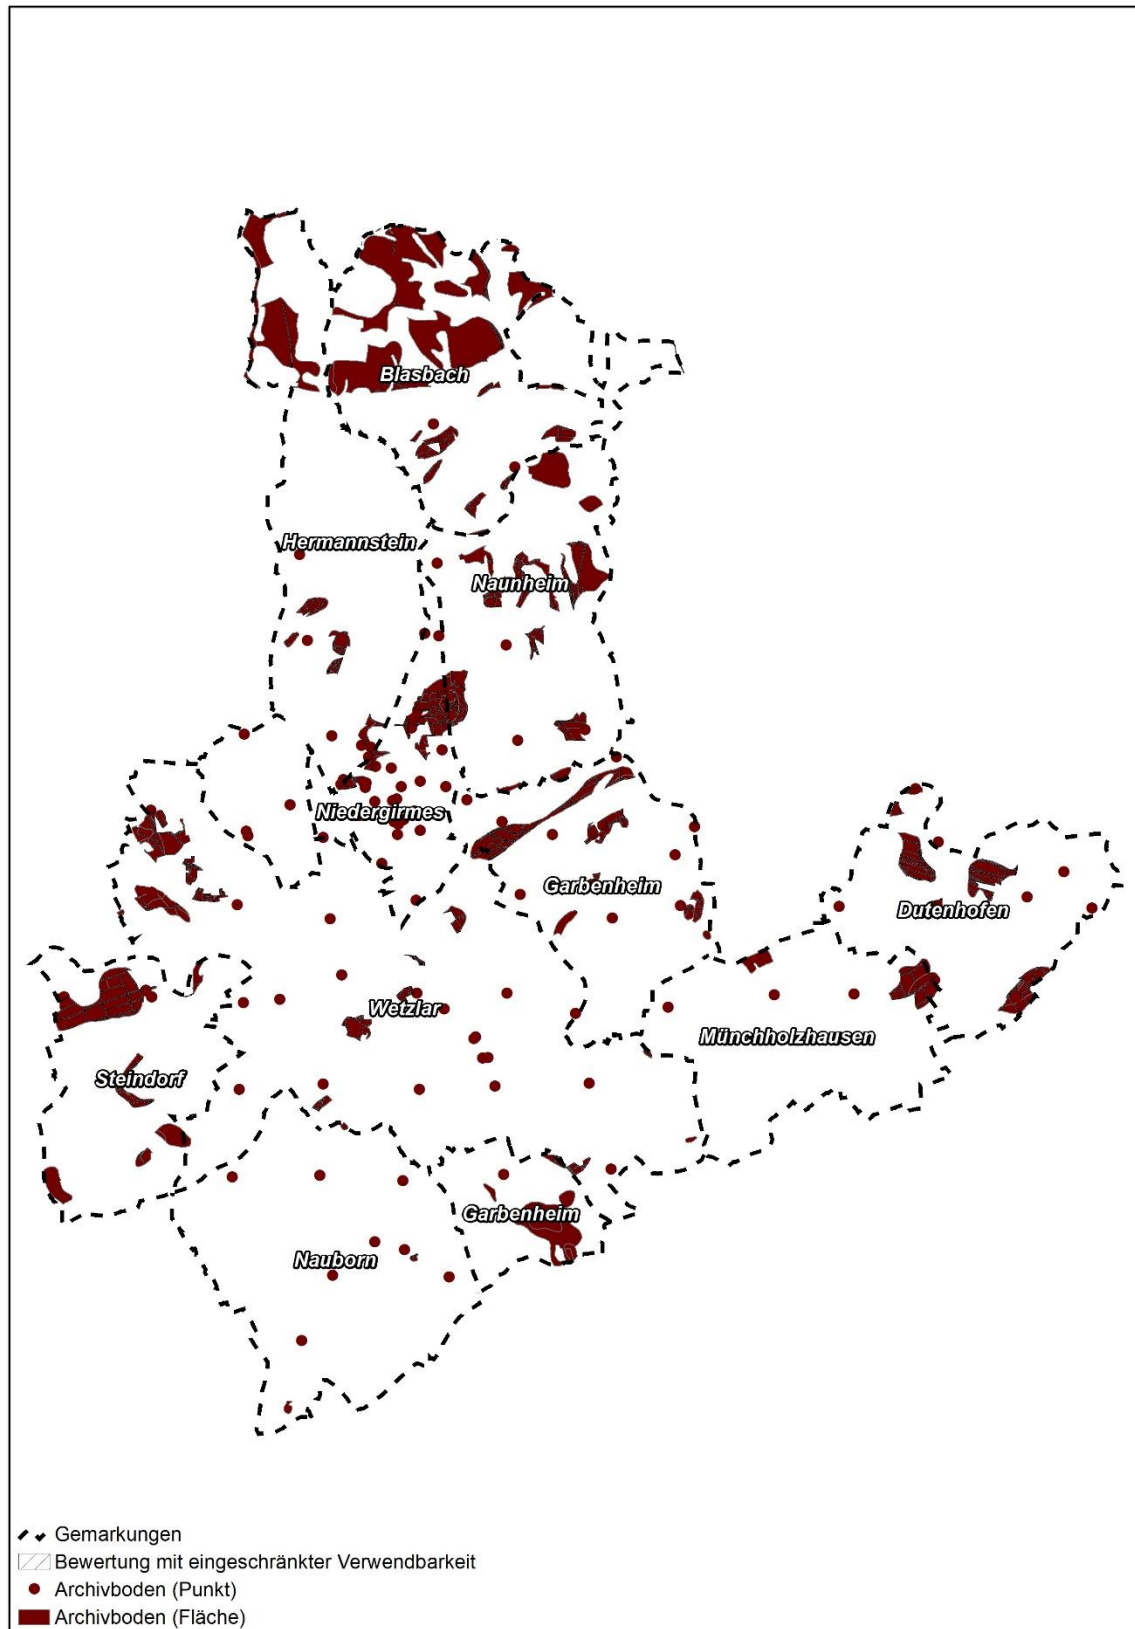 Blasbach
Hermannstein
Naunheim
Niedergirmes
Garbenheim
Dutenhofen
Wetzlar
Münchholzhausen
Steindorf
Garbenheim
Nauborn
Gemarkungen
Bewertung mit eingeschränkter Verwendbarkeit
Archivboden (Punkt)
Archivboden (Fläche)